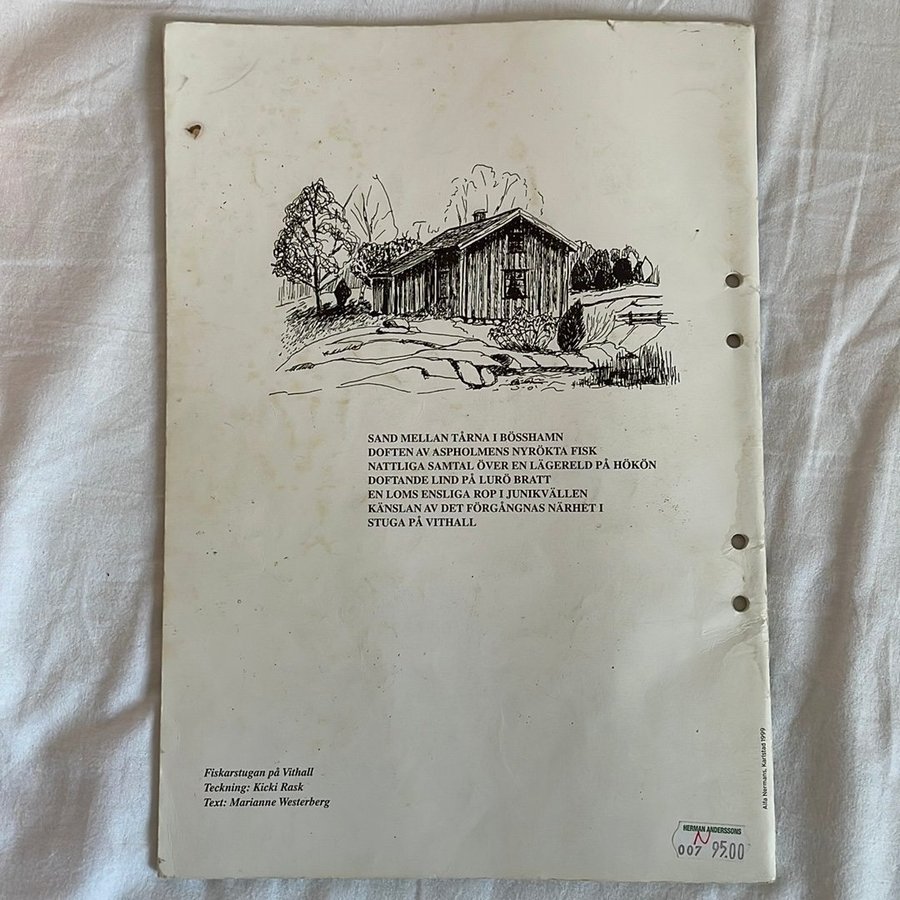 SAND MELLAN TÅRNA I BÖSSHAMN
DOFTEN AV ASPHOLMENS NYRÖKTA FISK
NATTLIGA SAMTAL ÖVER EN LÄGERELD PÅ HÖKÖN
DOFTANDE LIND PÅ LURÖ BRATT
EN LOMS ENSLIGA ROP I JUNIKVÄLLEN
KÄNSLAN AV DET FÖRGÅNGNAS NÄRHET I
STUGA PÅ VITHALL
Fiskarstugan på Vithall
Teckning: Kicki Rask
Text: Marianne Westerberg
Alfa Nermans, Karlstad 1999
HERMAN ANDERSSONS
N
007 95.00